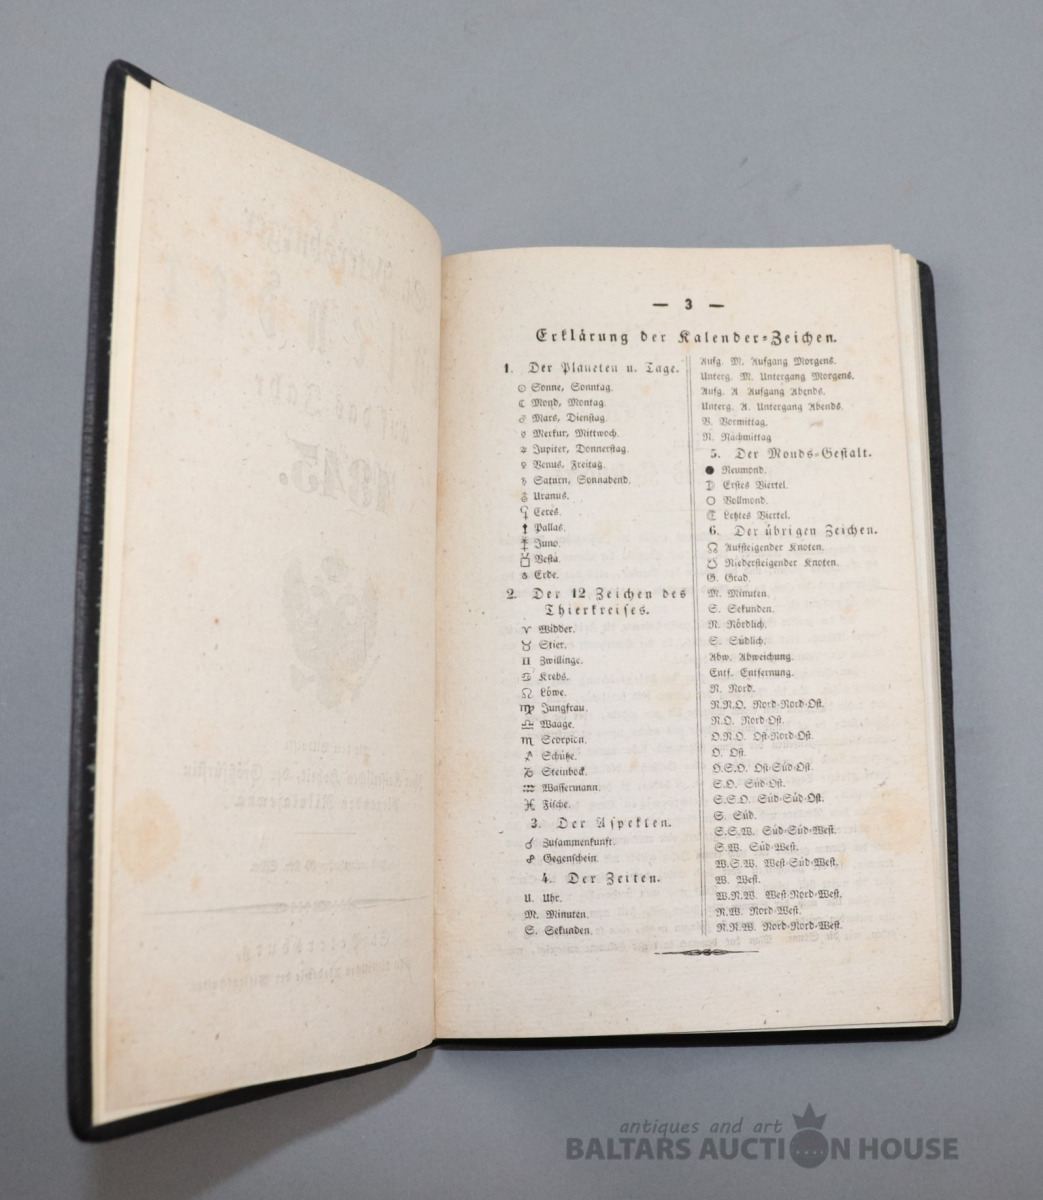 — 3 —
Erklärung der Kalender-Zeichen.
1. Der Planeten u. Tage.
☉ Sonne, Sonntag.
☾ Mond, Montag.
♂ Mars, Dienstag.
☿ Merkur, Mittwoch.
♃ Jupiter, Donnerstag.
♀ Venus, Freitag.
♄ Saturn, Sonnabend.
⛢ Uranus.
⚳ Ceres.
⚴ Pallas.
⚵ Juno.
⚶ Vesta.
♁ Erde.
2. Der 12 Zeichen des
Thierkreises.
♈ Widder.
♉ Stier.
♊ Zwillinge.
♋ Krebs.
♌ Löwe.
♍ Jungfrau.
♎ Waage.
♏ Scorpion.
♐ Schütze.
♑ Steinbock.
♒ Wassermann.
♓ Fische.
3. Der Aspekten.
☌ Zusammenkunft.
☍ Gegenschein.
4. Der Zeiten.
U. Uhr.
M. Minuten.
S. Sekunden.
Aufg. M. Aufgang Morgens.
Unterg. M. Untergang Morgens.
Aufg. A Aufgang Abends.
Unterg. A. Untergang Abends.
V. Vormittag.
N. Nachmittag
5. Der Monds-Gestalt.
● Neumond.
☽ Erstes Viertel.
○ Vollmond.
☾ Letztes Viertel.
6. Der übrigen Zeichen.
☊ Aufsteigender Knoten.
☋ Niedersteigender Knoten.
G. Grad.
M. Minuten.
S. Sekunden.
N. Nördlich.
S. Südlich.
Abw. Abweichung.
Entf. Entfernung.
N. Nord.
N.N.O. Nord-Nord-Ost.
N.O. Nord-Ost.
O.N.O. Ost-Nord-Ost.
O. Ost.
O.S.O. Ost-Süd-Ost.
S.O. Süd-Ost.
S.S.O. Süd-Süd-Ost.
S. Süd.
S.S.W. Süd-Süd-West.
S.W. Süd-West.
W.S.W. West-Süd-West.
W. West.
W.N.W. West-Nord-West.
N.W. Nord-West.
N.N.W. Nord-Nord-West.
antiques and art
BALTARS AUCTION HOUSE